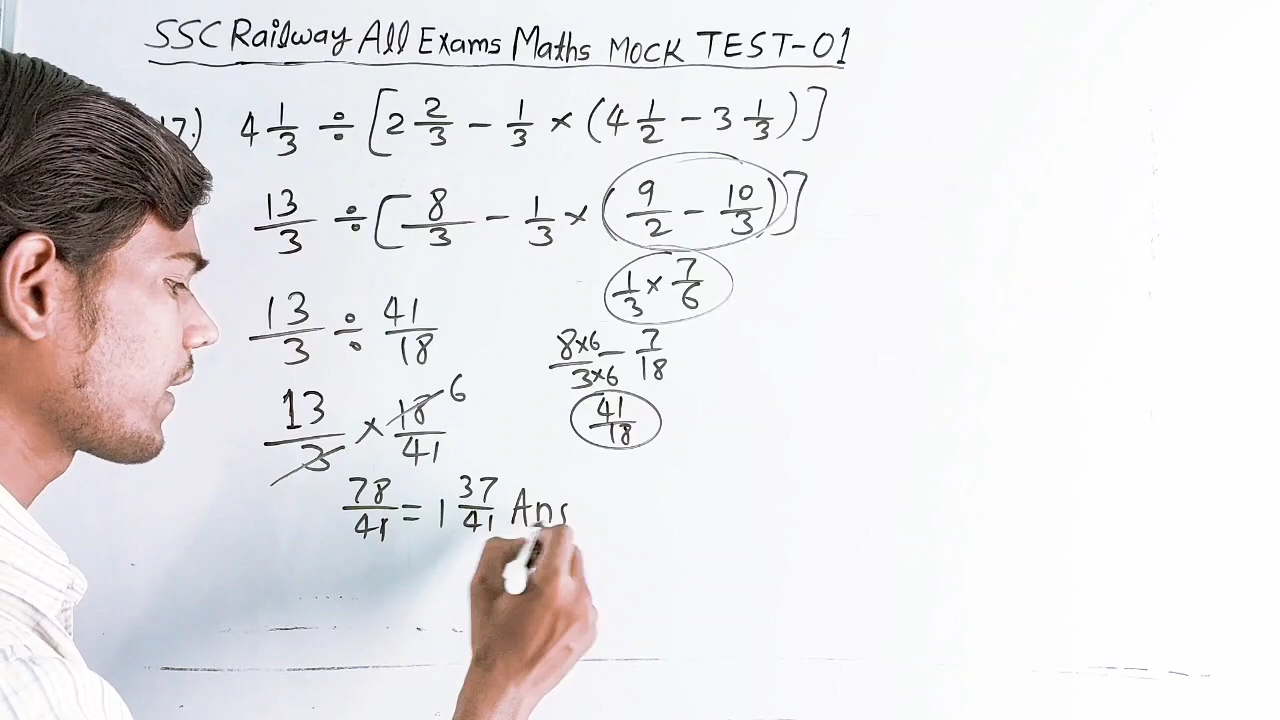 SSC Railway All Exams Maths MOCK TEST-01
17.) 4 1/3 ÷ [2 2/3 - 1/3 × (4 1/2 - 3 1/3)]
13/3 ÷ [8/3 - 1/3 × (9/2 - 10/3)]
1/3 × 7/6
13/3 ÷ 41/18
8×6/3×6 - 7/18
41/18
13/3 × 18/41 6
78/41 = 1 37/41 Ans